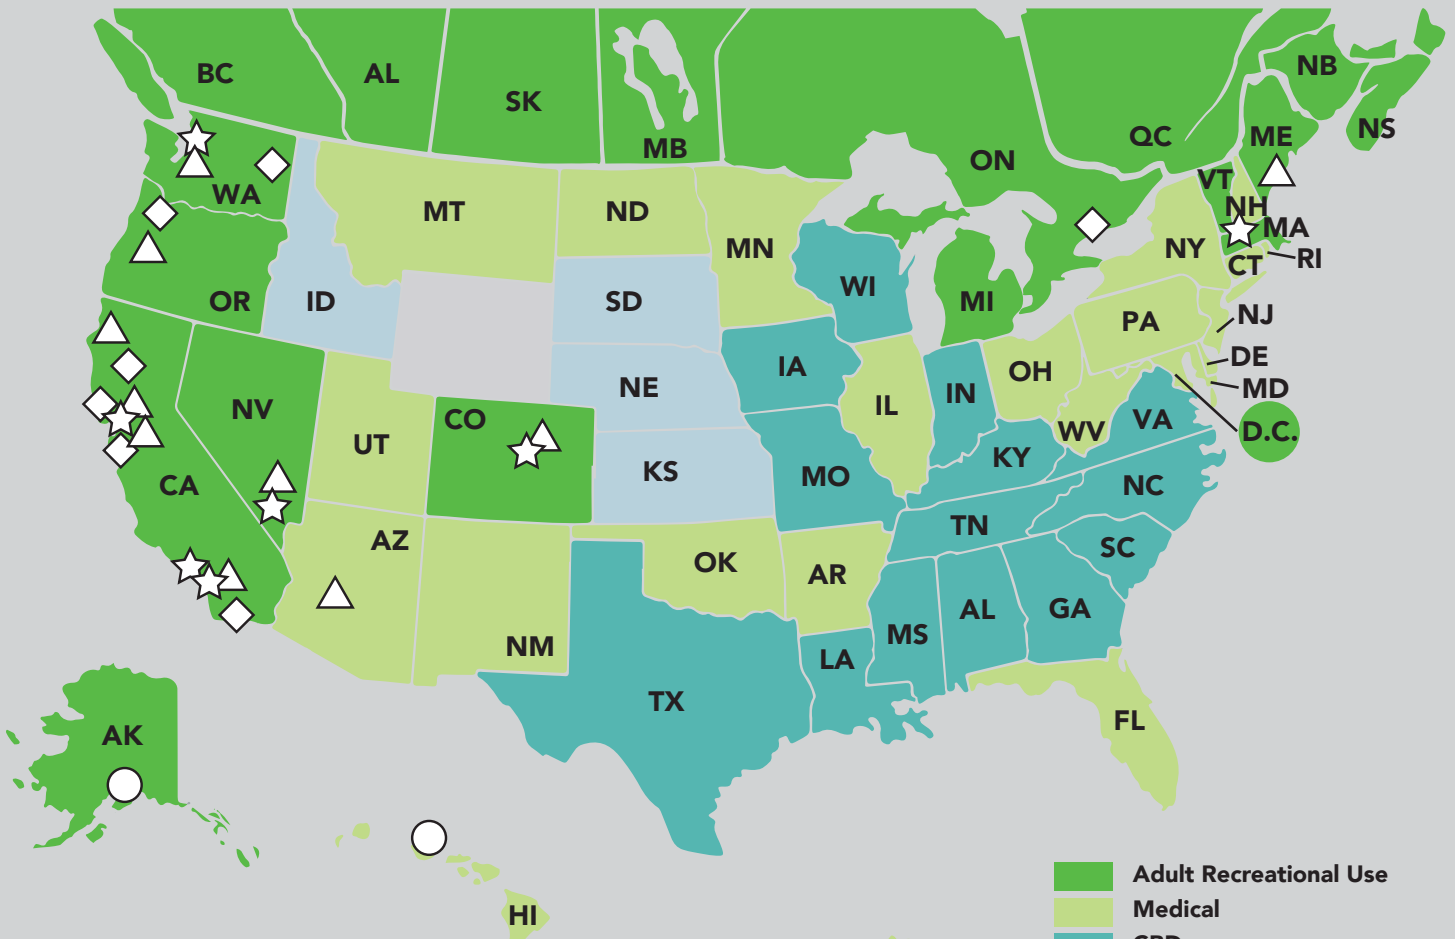 BC
AL
SK
MB
ON
QC
NB
NS
ME
VT
NH
MA
RI
CT
NY
WA
MT
ND
MN
WI
MI
OR
ID
SD
PA
NJ
DE
MD
D.C.
IA
OH
NE
IL
IN
NV
UT
CO
WV
VA
KS
MO
KY
CA
NC
AZ
OK
AR
TN
SC
NM
MS
AL
GA
LA
TX
FL
AK
HI
Adult Recreational Use
Medical
CBD